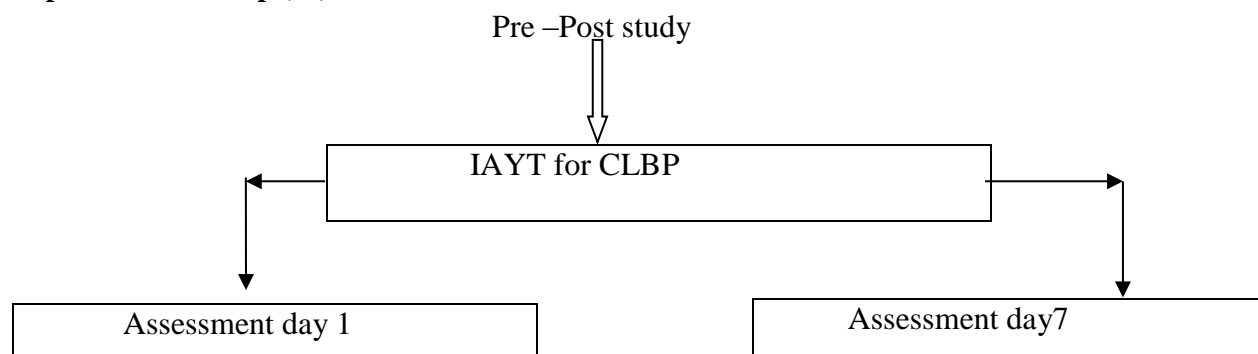 Pre –Post study
IAYT for CLBP
Assessment day 1
Assessment day7